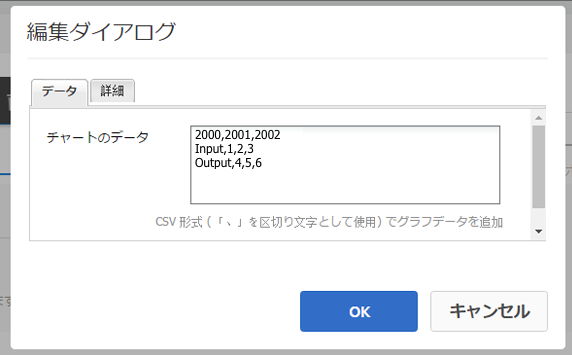 編集ダイアログ
データ 詳細
チャートのデータ
2000,2001,2002
Input,1,2,3
Output,4,5,6
CSV 形式 (「、」を区切り文字として使用) でグラフデータを追加
OK キャンセル